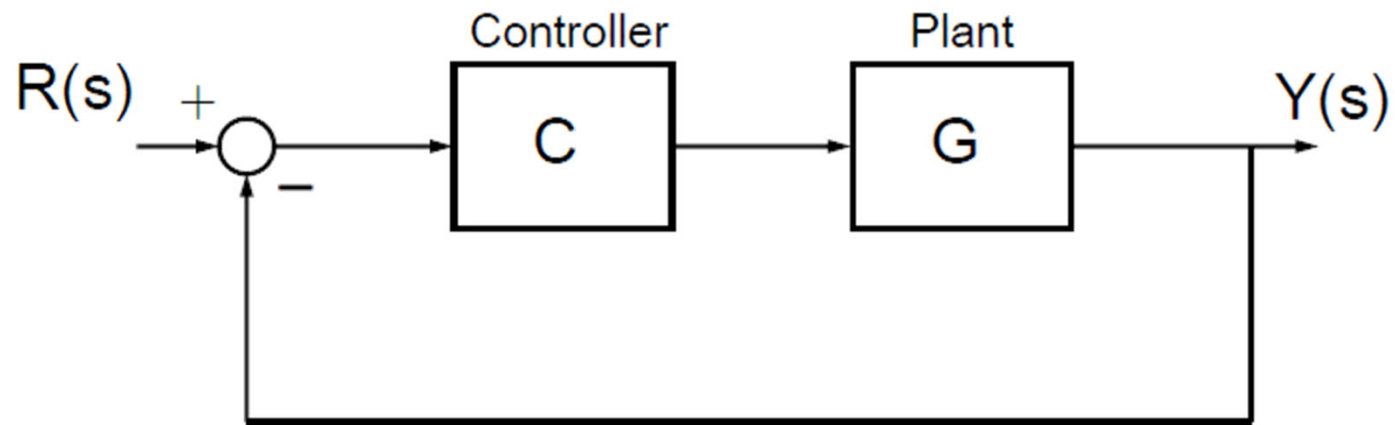 Controller Plant
R(s) + C G Y(s)
−